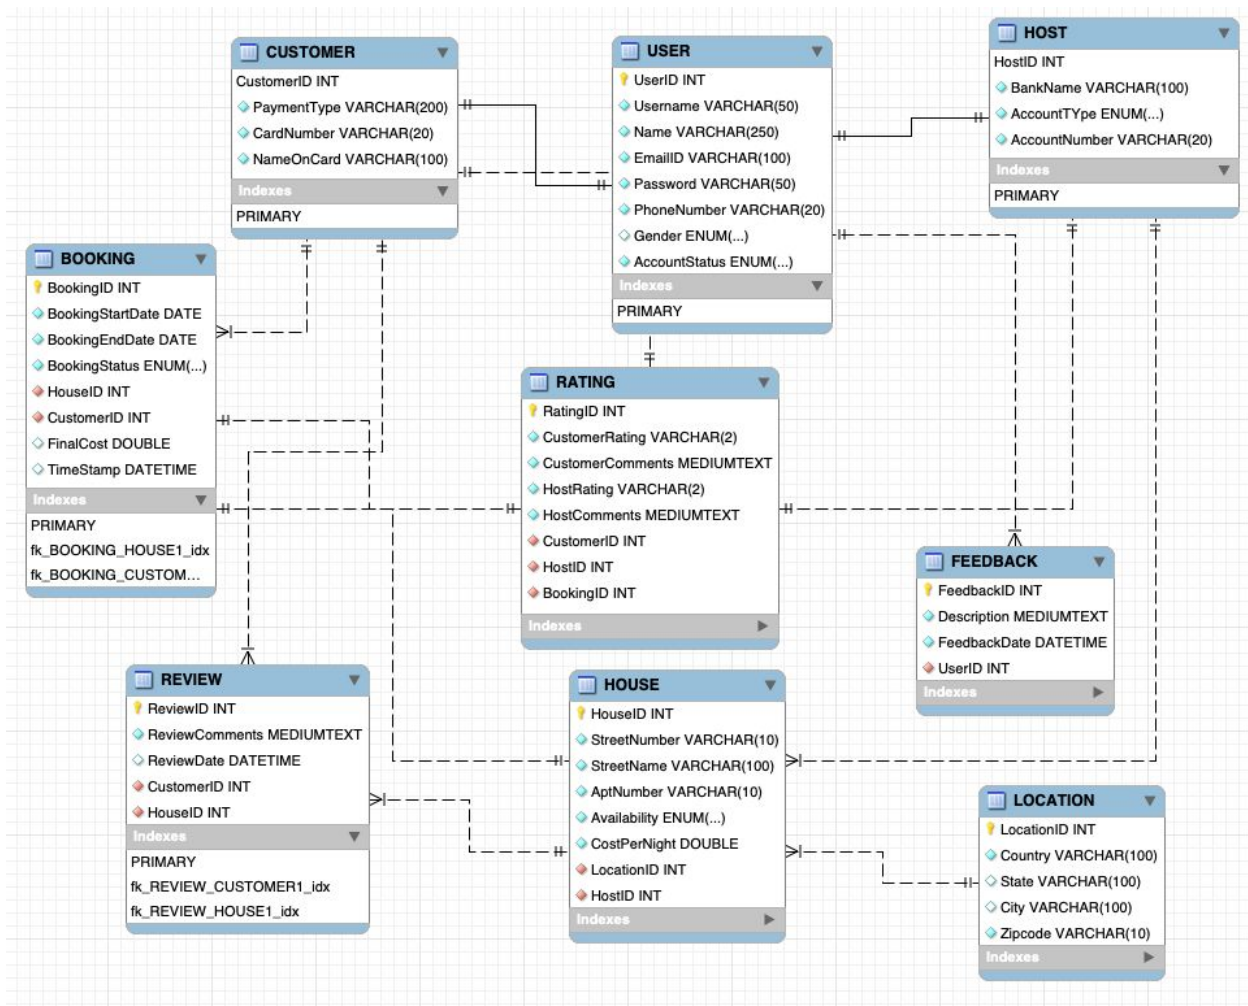 CUSTOMER
CustomerID INT
PaymentType VARCHAR(200)
CardNumber VARCHAR(20)
NameOnCard VARCHAR(100)
Indexes
PRIMARY
USER
UserID INT
Username VARCHAR(50)
Name VARCHAR(250)
EmailID VARCHAR(100)
Password VARCHAR(50)
PhoneNumber VARCHAR(20)
Gender ENUM(...)
AccountStatus ENUM(...)
Indexes
PRIMARY
HOST
HostID INT
BankName VARCHAR(100)
AccountTYpe ENUM(...)
AccountNumber VARCHAR(20)
Indexes
PRIMARY
BOOKING
BookingID INT
BookingStartDate DATE
BookingEndDate DATE
BookingStatus ENUM(...)
HouseID INT
CustomerID INT
FinalCost DOUBLE
TimeStamp DATETIME
Indexes
PRIMARY
fk_BOOKING_HOUSE1_idx
fk_BOOKING_CUSTOM...
RATING
RatingID INT
CustomerRating VARCHAR(2)
CustomerComments MEDIUMTEXT
HostRating VARCHAR(2)
HostComments MEDIUMTEXT
CustomerID INT
HostID INT
BookingID INT
Indexes
FEEDBACK
FeedbackID INT
Description MEDIUMTEXT
FeedbackDate DATETIME
UserID INT
Indexes
REVIEW
ReviewID INT
ReviewComments MEDIUMTEXT
ReviewDate DATETIME
CustomerID INT
HouseID INT
Indexes
PRIMARY
fk_REVIEW_CUSTOMER1_idx
fk_REVIEW_HOUSE1_idx
HOUSE
HouseID INT
StreetNumber VARCHAR(10)
StreetName VARCHAR(100)
AptNumber VARCHAR(10)
Availability ENUM(...)
CostPerNight DOUBLE
LocationID INT
HostID INT
Indexes
LOCATION
LocationID INT
Country VARCHAR(100)
State VARCHAR(100)
City VARCHAR(100)
Zipcode VARCHAR(10)
Indexes